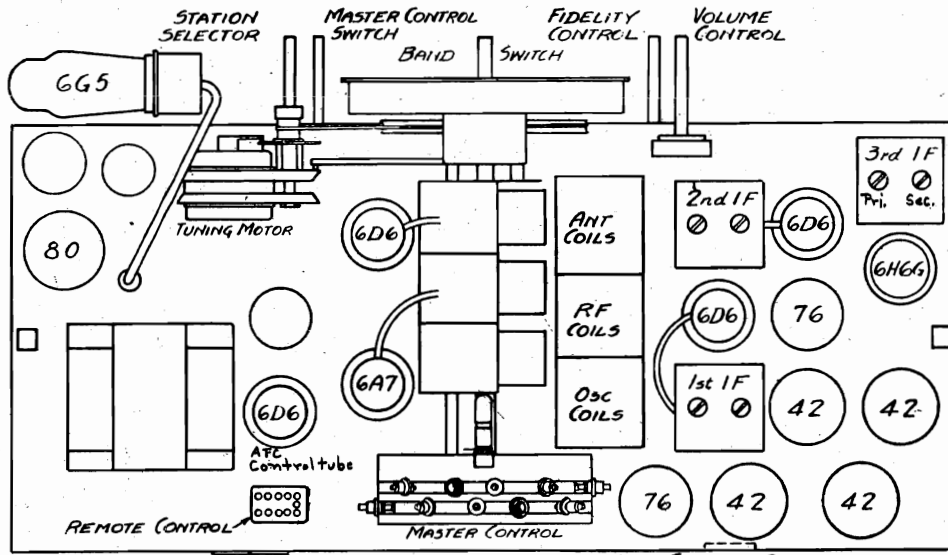 STATION
SELECTOR
MASTER CONTROL
SWITCH
BAND SWITCH
FIDELITY
CONTROL
VOLUME
CONTROL
6G5
3rd IF
Pri. Sec.
TUNING MOTOR
80
6D6
ANT
COILS
2nd IF
6D6
6H6G
RF
COILS
6D6
76
6A7
6D6
AFC
Control tube
OSC
COILS
1st IF
42
42
REMOTE CONTROL
MASTER CONTROL
76
42
42